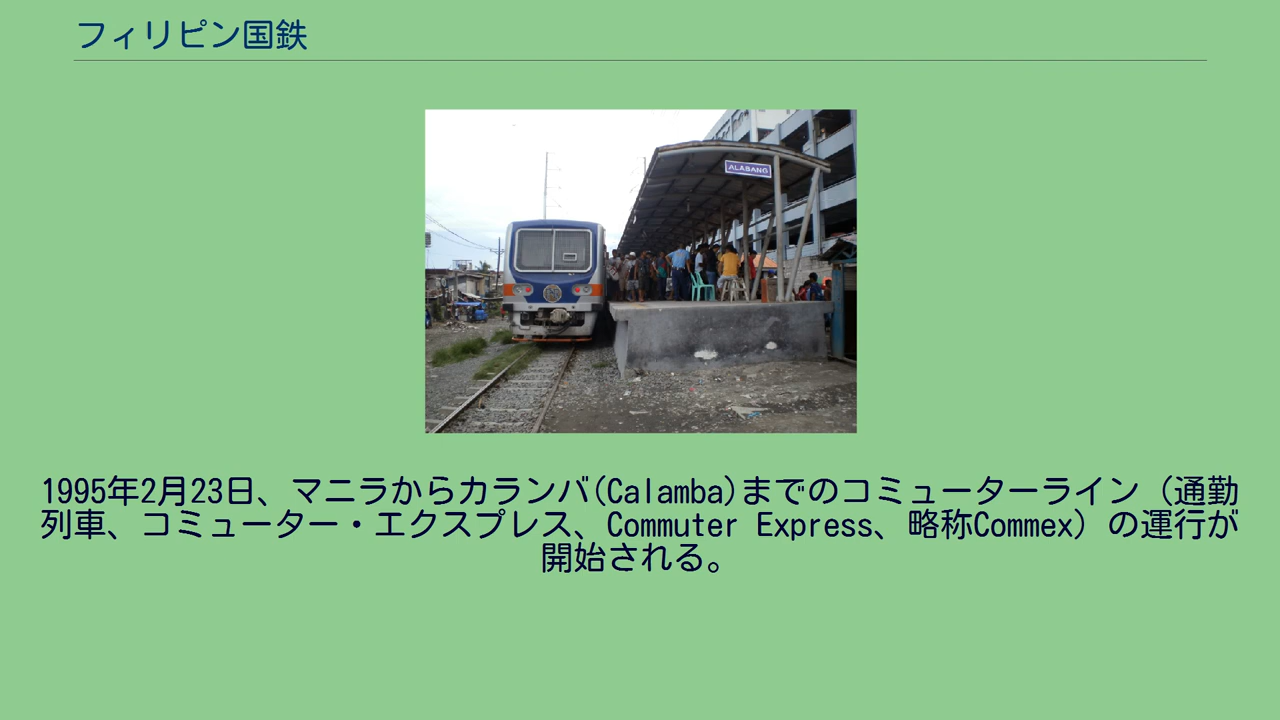 フィリピン国鉄
ALABANG
1995年2月23日、マニラからカランバ(Calamba)までのコミューターライン（通勤
列車、コミューター・エクスプレス、Commuter Express、略称Commex）の運行が
開始される。